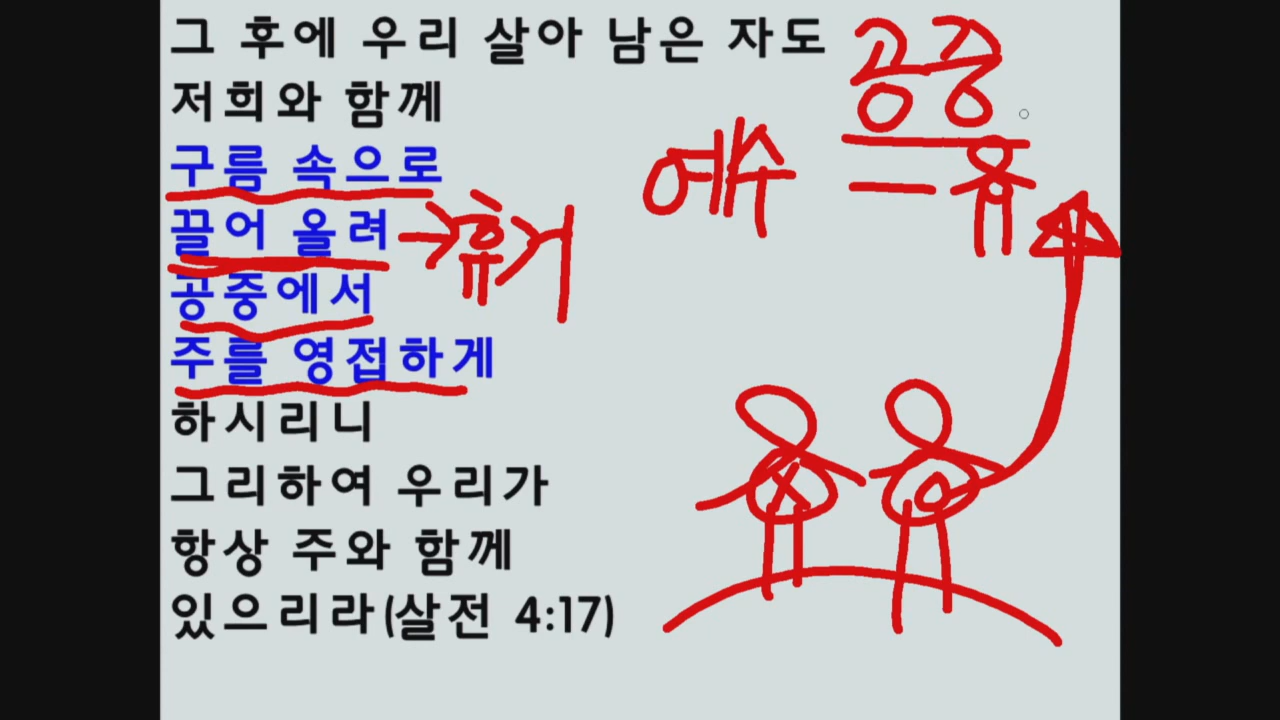 그 후에 우리 살아 남은 자도
저희와 함께
구름 속으로
끌어 올려
공중에서
주를 영접하게
하시리니
그리하여 우리가
항상 주와 함께
있으리라(살전 4:17)
공중
예수
휴거